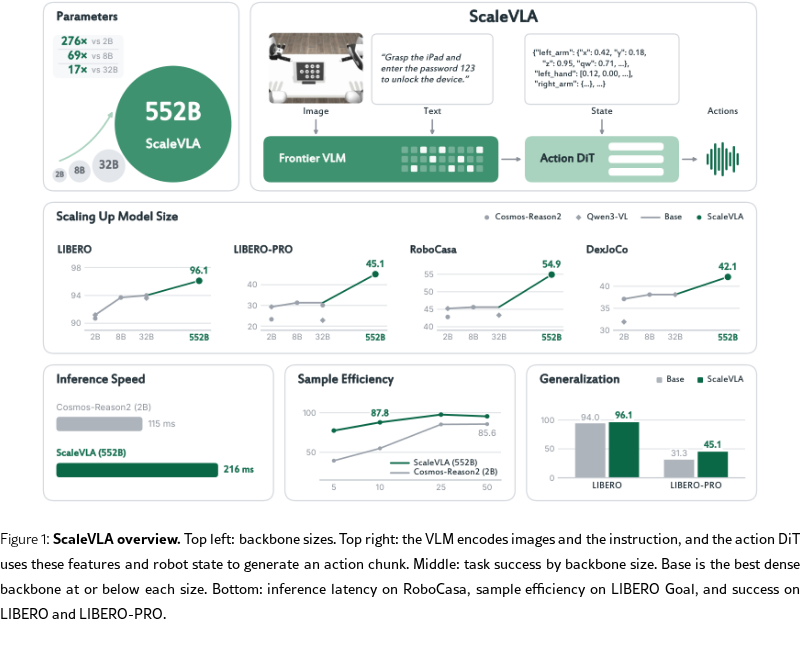 Parameters
276× vs 2B
69× vs 8B
17× vs 32B
552B
ScaleVLA
2B
8B
32B
ScaleVLA
“Grasp the iPad and
enter the password 123
to unlock the device.”
{"left_arm": {"x": 0.42, "y": 0.18,
"z": 0.95, "qw": 0.71, ...},
"left_hand": [0.12, 0.00, ...],
"right_arm": {...}, ...}
Image
Text
State
Actions
Frontier VLM
Action DiT
Scaling Up Model Size
Cosmos-Reason2
Qwen3-VL
Base
ScaleVLA
LIBERO
98
94
90
96.1
2B 8B 32B 552B
LIBERO-PRO
40
30
20
45.1
2B 8B 32B 552B
RoboCasa
55
50
45
40
54.9
2B 8B 32B 552B
DexJoCo
40
35
30
42.1
2B 8B 32B 552B
Inference Speed
Cosmos-Reason2 (2B)
115 ms
ScaleVLA (552B)
216 ms
Sample Efficiency
100
50
87.8
85.6
ScaleVLA (552B)
Cosmos-Reason2 (2B)
5 10 25 50
Generalization
Base
ScaleVLA
100
50
0
94.0
96.1
31.3
45.1
LIBERO
LIBERO-PRO
Figure 1: ScaleVLA overview. Top left: backbone sizes. Top right: the VLM encodes images and the instruction, and the action DiT
uses these features and robot state to generate an action chunk. Middle: task success by backbone size. Base is the best dense
backbone at or below each size. Bottom: inference latency on RoboCasa, sample efficiency on LIBERO Goal, and success on
LIBERO and LIBERO-PRO.